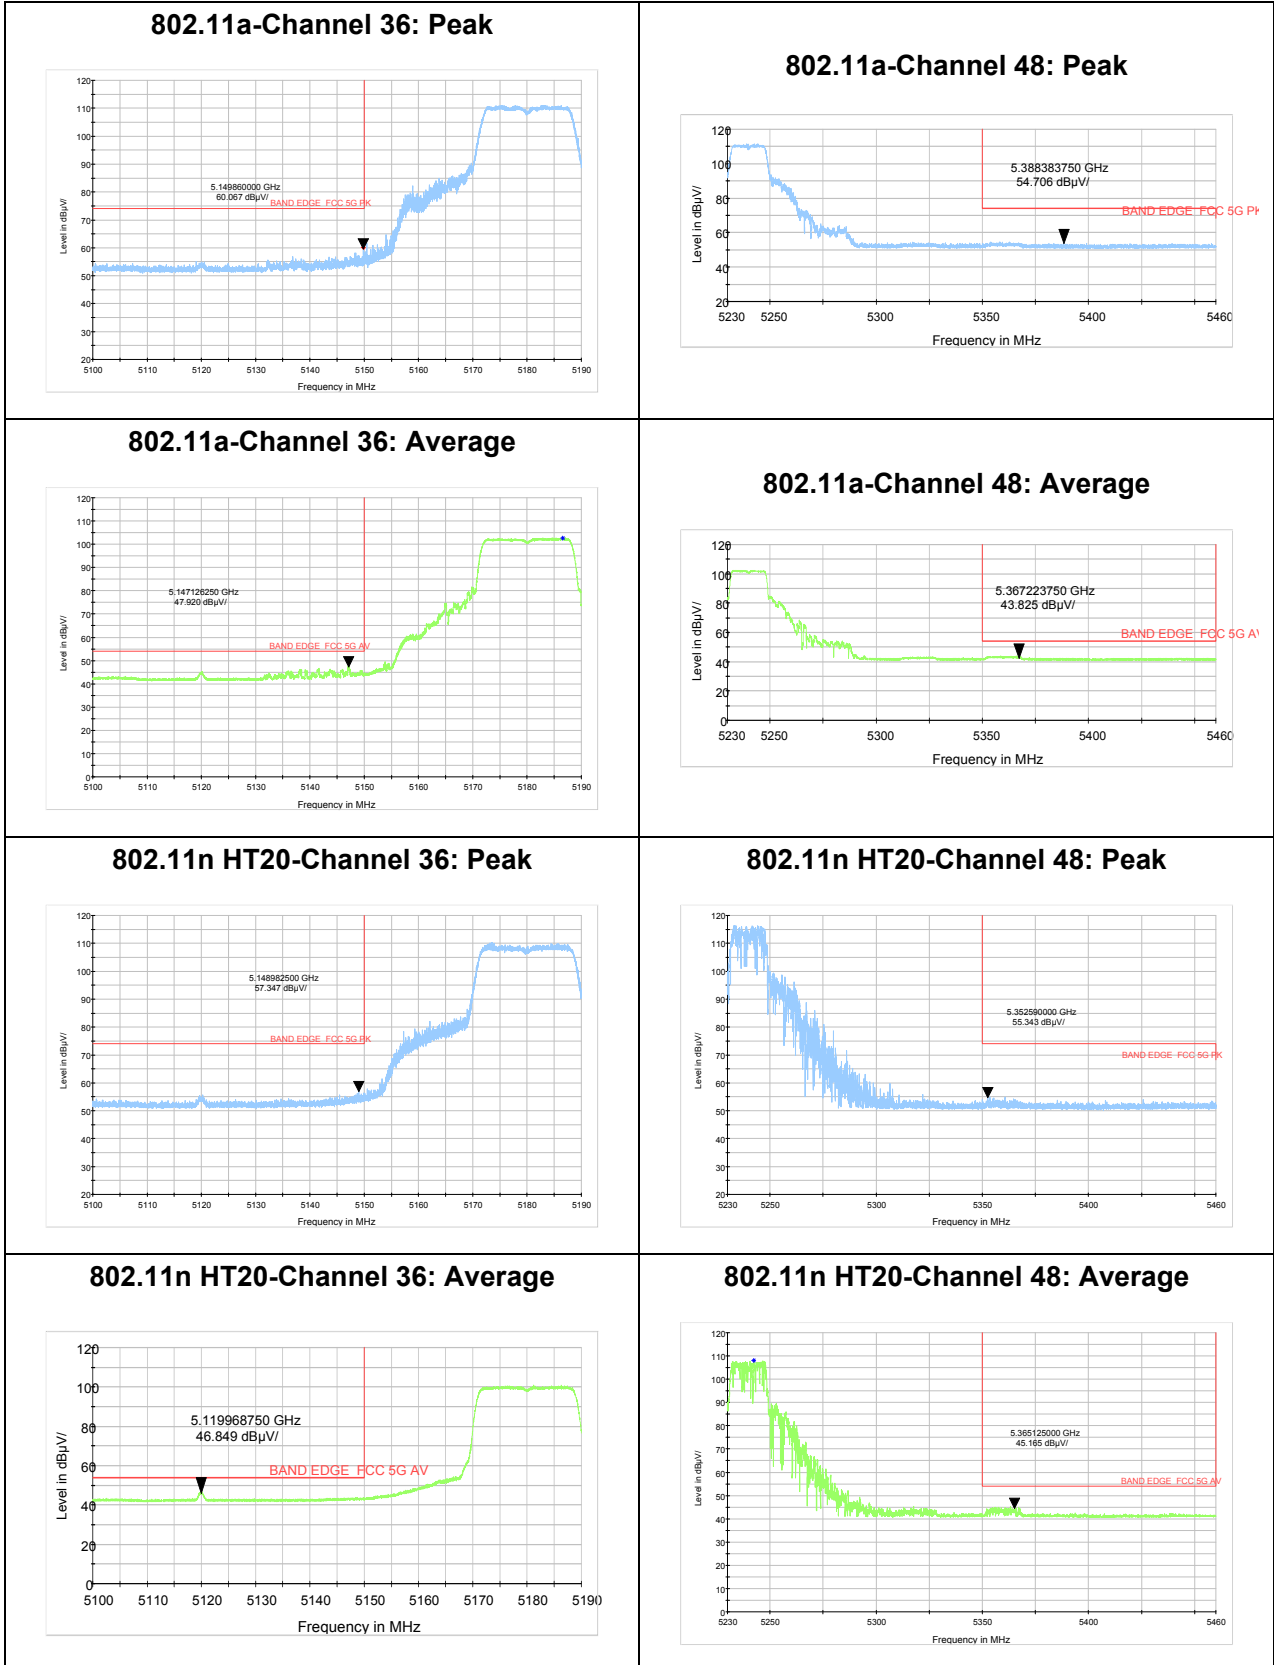 802.11a-Channel 36: Peak
120
110
100
90
80
70
60
50
40
30
20
Level in dBµV/
5.149860000 GHz
60.067 dBµV/
BAND EDGE FCC 5G PK
5100 5110 5120 5130 5140 5150 5160 5170 5180 5190
Frequency in MHz
802.11a-Channel 48: Peak
120
100
80
60
40
20
Level in dBµV/
5.388383750 GHz
54.706 dBµV/
BAND EDGE FCC 5G PK
5230 5250 5300 5350 5400 5460
Frequency in MHz
802.11a-Channel 36: Average
120
110
100
90
80
70
60
50
40
30
20
10
0
Level in dBµV/
5.147126250 GHz
47.920 dBµV/
BAND EDGE FCC 5G AV
5100 5110 5120 5130 5140 5150 5160 5170 5180 5190
Frequency in MHz
802.11a-Channel 48: Average
120
100
80
60
40
20
0
Level in dBµV/
5.367223750 GHz
43.825 dBµV/
BAND EDGE FCC 5G AV
5230 5250 5300 5350 5400 5460
Frequency in MHz
802.11n HT20-Channel 36: Peak
120
110
100
90
80
70
60
50
40
30
20
Level in dBµV/
5.148982500 GHz
57.347 dBµV/
BAND EDGE FCC 5G PK
5100 5110 5120 5130 5140 5150 5160 5170 5180 5190
Frequency in MHz
802.11n HT20-Channel 48: Peak
120
110
100
90
80
70
60
50
40
30
20
Level in dBµV/
5.352590000 GHz
55.343 dBµV/
BAND EDGE FCC 5G PK
5230 5250 5300 5350 5400 5460
Frequency in MHz
802.11n HT20-Channel 36: Average
120
100
80
60
40
20
0
Level in dBµV/
5.119968750 GHz
46.849 dBµV/
BAND EDGE FCC 5G AV
5100 5110 5120 5130 5140 5150 5160 5170 5180 5190
Frequency in MHz
802.11n HT20-Channel 48: Average
120
110
100
90
80
70
60
50
40
30
20
10
0
Level in dBµV/
5.365125000 GHz
45.165 dBµV/
BAND EDGE FCC 5G AV
5230 5250 5300 5350 5400 5460
Frequency in MHz